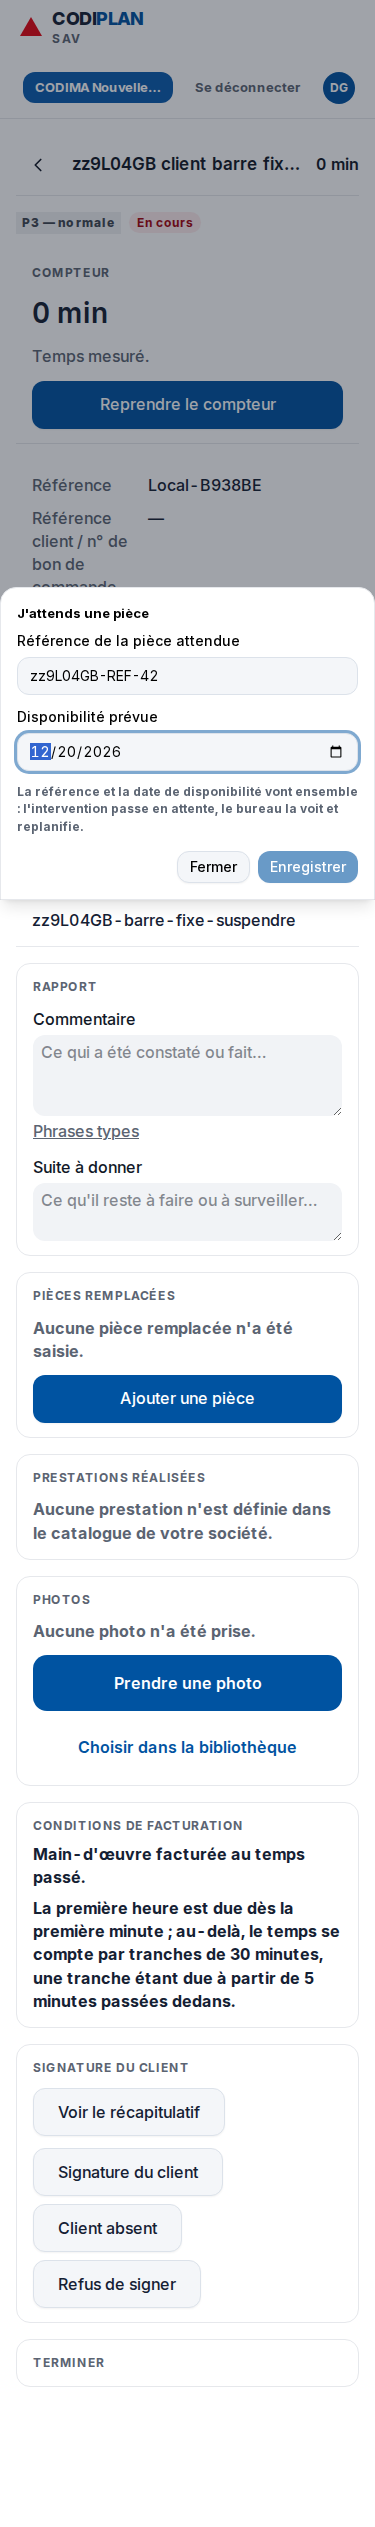 CODIPLAN
SAV
CODIMA Nouvelle...
Se déconnecter
DG
zz9L04GB client barre fix...
0 min
P3 — normale
En cours
COMPTEUR
0 min
Temps mesuré.
Reprendre le compteur
Référence
Local-B938BE
Référence
—
client / n° de
bon de
commande
J'attends une pièce
Référence de la pièce attendue
zz9L04GB-REF-42
Disponibilité prévue
12/20/2026
La référence et la date de disponibilité vont ensemble
: l'intervention passe en attente, le bureau la voit et
replanifie.
Fermer
Enregistrer
zz9L04GB-barre-fixe-suspendre
RAPPORT
Commentaire
Ce qui a été constaté ou fait...
Phrases types
Suite à donner
Ce qu'il reste à faire ou à surveiller...
PIÈCES REMPLACÉES
Aucune pièce remplacée n'a été
saisie.
Ajouter une pièce
PRESTATIONS RÉALISÉES
Aucune prestation n'est définie dans
le catalogue de votre société.
PHOTOS
Aucune photo n'a été prise.
Prendre une photo
Choisir dans la bibliothèque
CONDITIONS DE FACTURATION
Main-d'œuvre facturée au temps
passé.
La première heure est due dès la
première minute ; au-delà, le temps se
compte par tranches de 30 minutes,
une tranche étant due à partir de 5
minutes passées dedans.
SIGNATURE DU CLIENT
Voir le récapitulatif
Signature du client
Client absent
Refus de signer
TERMINER